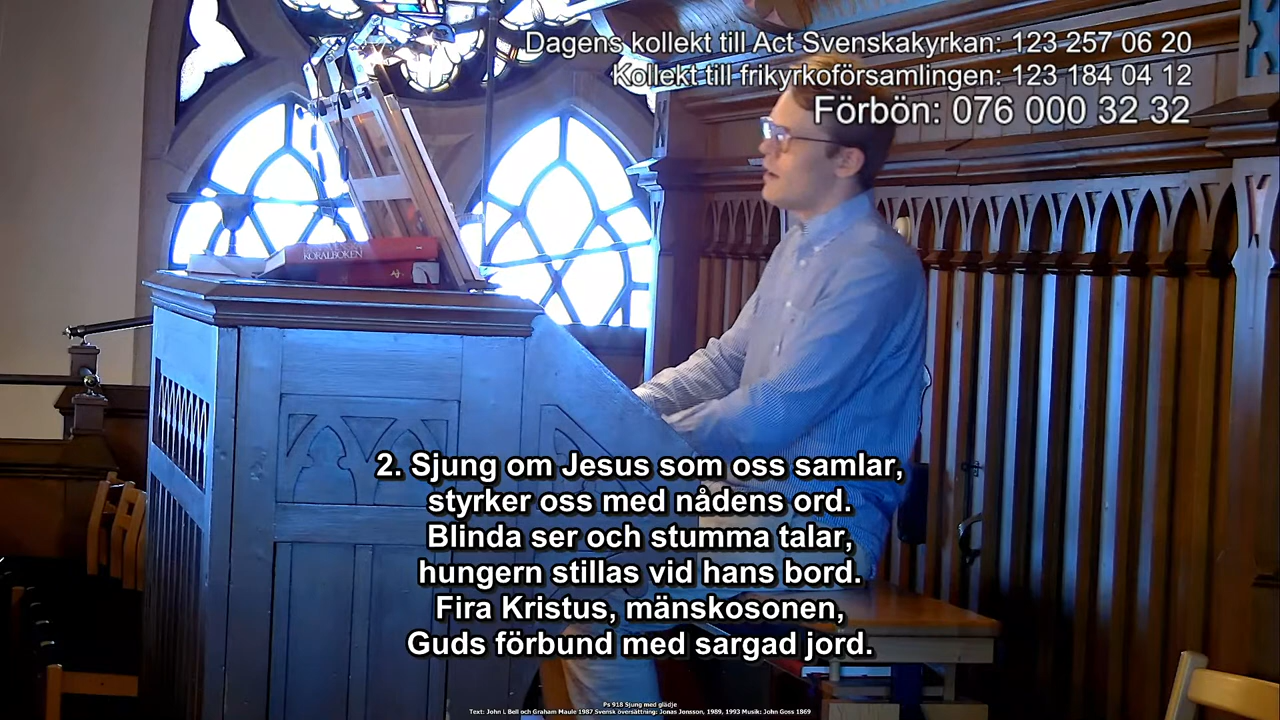 Dagens kollekt till Act Svenskakyrkan: 123 257 06 20
Kollekt till frikyrkoförsamlingen: 123 184 04 12
Förbön: 076 000 32 32
KORALBOKEN
2. Sjung om Jesus som oss samlar,
styrker oss med nådens ord.
Blinda ser och stumma talar,
hungern stillas vid hans bord.
Fira Kristus, mänskosonen,
Guds förbund med sargad jord.
Ps 918 Sjung med glädje
Text: John L Bell och Graham Maule 1987 Svensk översättning: Jonas Jonsson, 1989, 1993 Musik: John Goss 1869